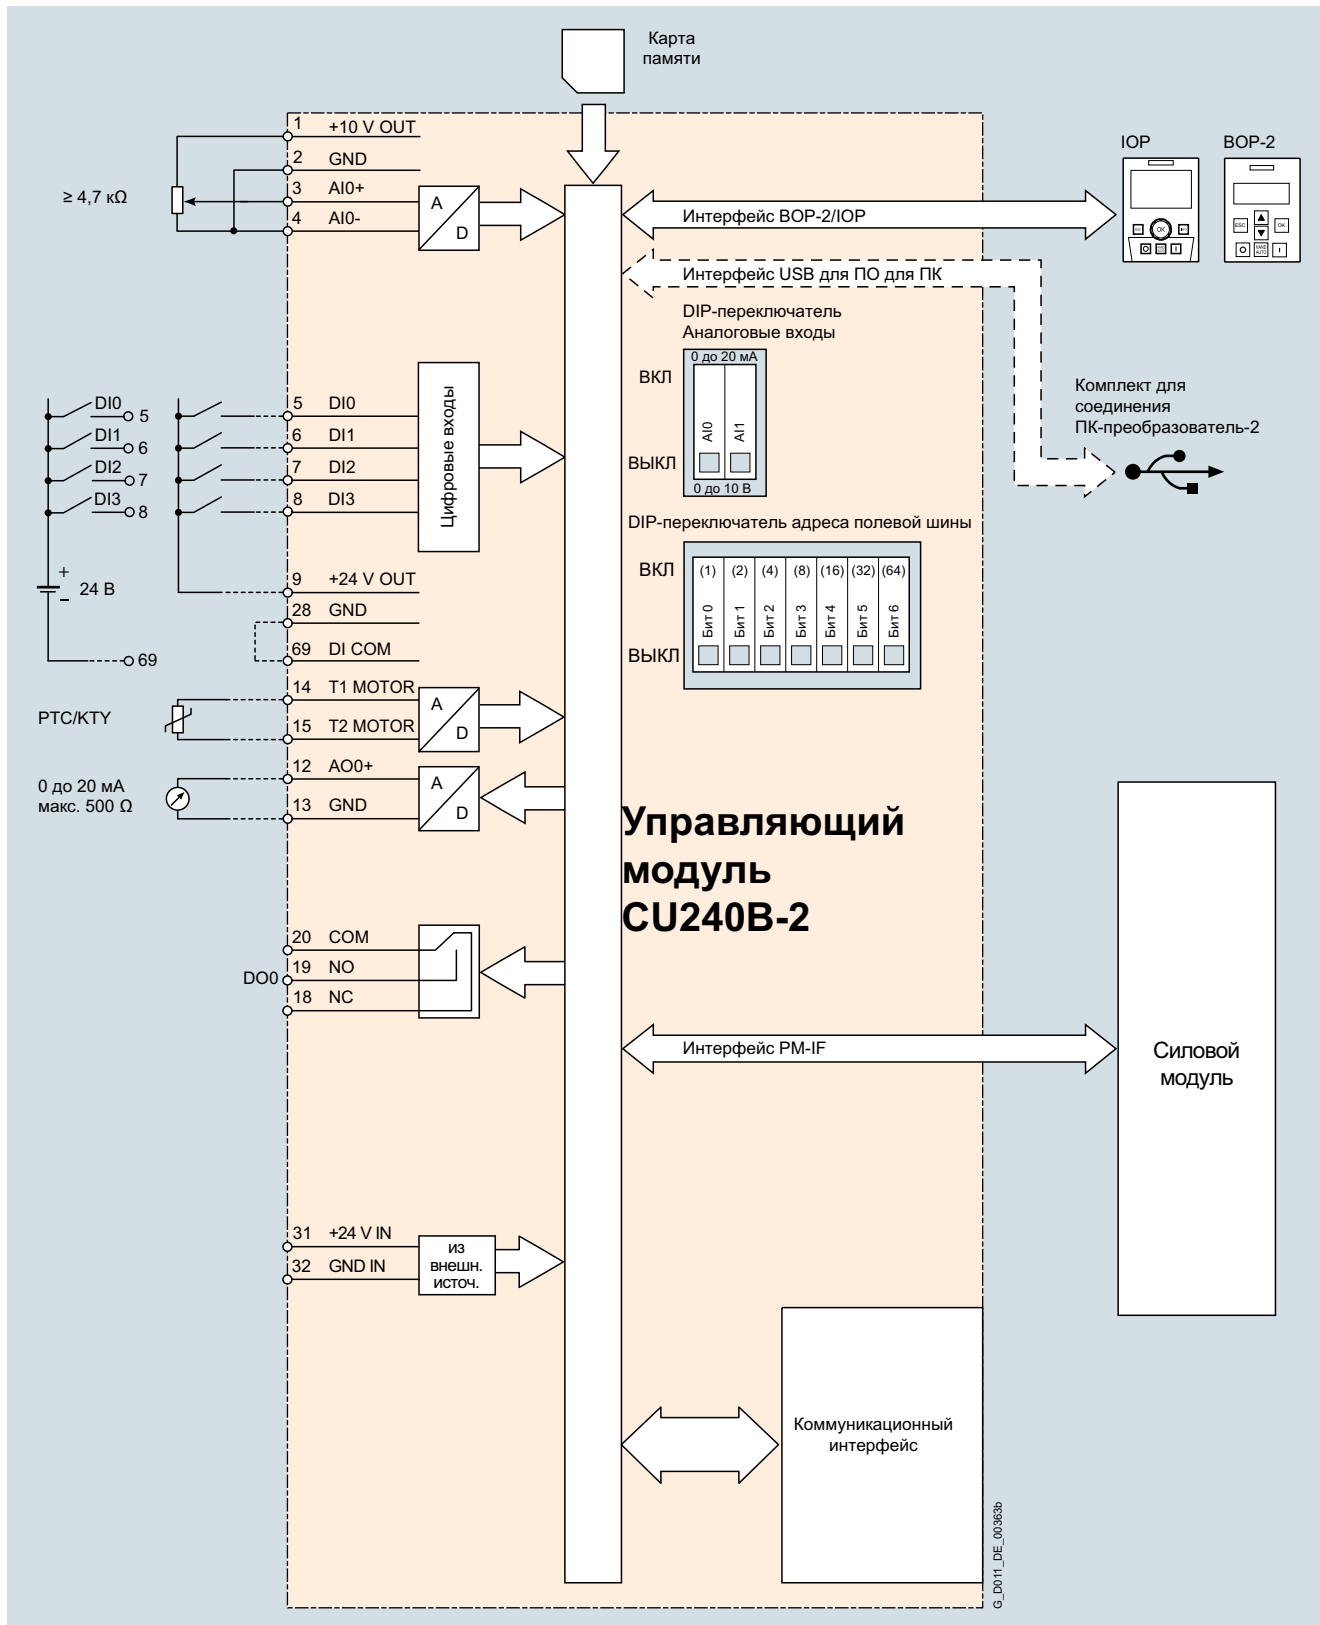 Карта
памяти
1 +10 V OUT
2 GND
3 AI0+
4 AI0-
≥ 4,7 кΩ
A
D
IOP
BOP-2
ESC
OK
OK
HAND
AUTO
Интерфейс BOP-2/IOP
Интерфейс USB для ПО для ПК
DIP-переключатель
Аналоговые входы
0 до 20 мА
ВКЛ
ВЫКЛ
AI0
AI1
0 до 10 В
Комплект для
соединения
ПК-преобразователь-2
DI0
5
DI1
6
DI2
7
DI3
8
5 DI0
6 DI1
7 DI2
8 DI3
Цифровые входы
DIP-переключатель адреса полевой шины
ВКЛ
(1) (2) (4) (8) (16) (32) (64)
Бит 0 Бит 1 Бит 2 Бит 3 Бит 4 Бит 5 Бит 6
ВЫКЛ
+
24 В
–
69
9 +24 V OUT
28 GND
69 DI COM
PTC/KTY
14 T1 MOTOR
15 T2 MOTOR
A
D
0 до 20 мА
макс. 500 Ω
12 AO0+
13 GND
A
D
Управляющий
модуль
CU240B-2
DO0
20 COM
19 NO
18 NC
Интерфейс PM-IF
Силовой
модуль
31 +24 V IN
32 GND IN
из
внешн.
источ.
Коммуникационный
интерфейс
G_D011_DE_00363b